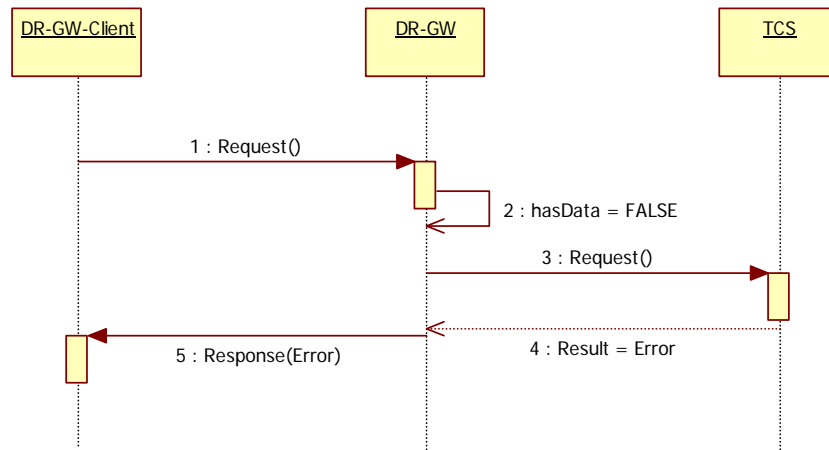 DR-GW-Client
DR-GW
TCS
1 : Request()
2 : hasData = FALSE
3 : Request()
4 : Result = Error
5 : Response(Error)